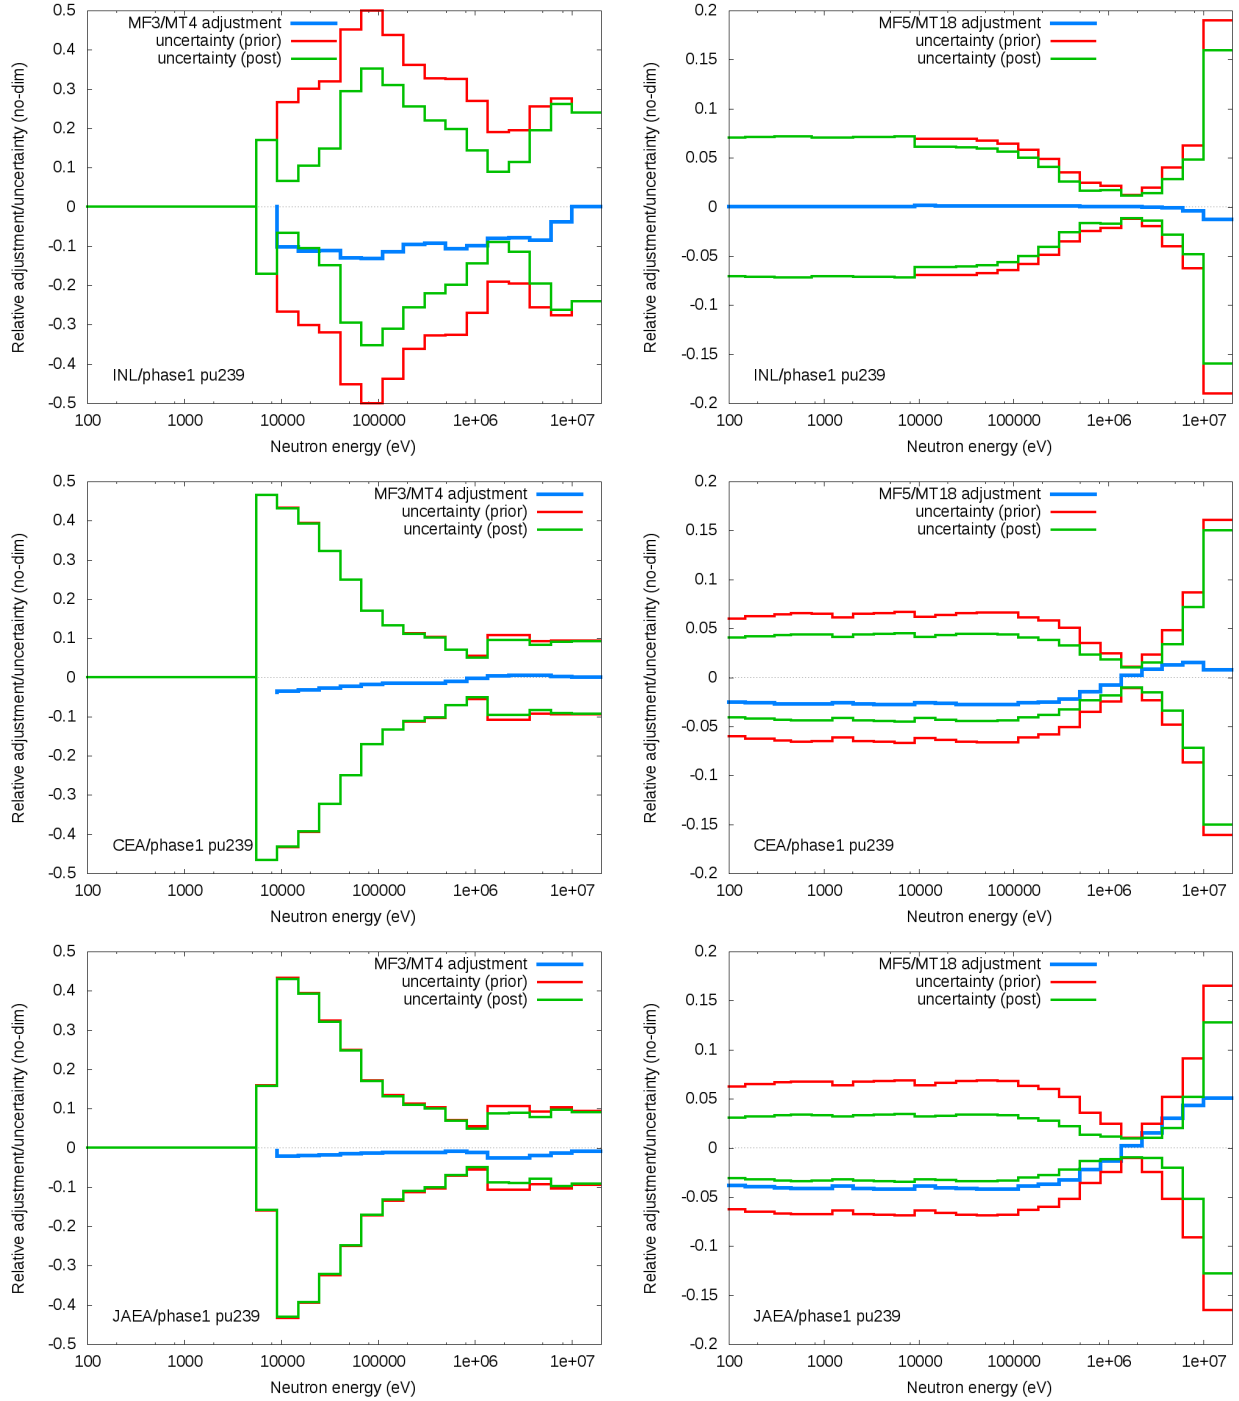 MF3/MT4 adjustment
uncertainty (prior)
uncertainty (post)
0.5
0.4
0.3
0.2
0.1
0
-0.1
-0.2
-0.3
-0.4
-0.5
Relative adjustment/uncertainty (no-dim)
INL/phase1 pu239
100 1000 10000 100000 1e+06 1e+07
Neutron energy (eV)
MF5/MT18 adjustment
uncertainty (prior)
uncertainty (post)
0.2
0.15
0.1
0.05
0
-0.05
-0.1
-0.15
-0.2
Relative adjustment/uncertainty (no-dim)
INL/phase1 pu239
100 1000 10000 100000 1e+06 1e+07
Neutron energy (eV)
MF3/MT4 adjustment
uncertainty (prior)
uncertainty (post)
0.5
0.4
0.3
0.2
0.1
0
-0.1
-0.2
-0.3
-0.4
-0.5
Relative adjustment/uncertainty (no-dim)
CEA/phase1 pu239
100 1000 10000 100000 1e+06 1e+07
Neutron energy (eV)
MF5/MT18 adjustment
uncertainty (prior)
uncertainty (post)
0.2
0.15
0.1
0.05
0
-0.05
-0.1
-0.15
-0.2
Relative adjustment/uncertainty (no-dim)
CEA/phase1 pu239
100 1000 10000 100000 1e+06 1e+07
Neutron energy (eV)
MF3/MT4 adjustment
uncertainty (prior)
uncertainty (post)
0.5
0.4
0.3
0.2
0.1
0
-0.1
-0.2
-0.3
-0.4
-0.5
Relative adjustment/uncertainty (no-dim)
JAEA/phase1 pu239
100 1000 10000 100000 1e+06 1e+07
Neutron energy (eV)
MF5/MT18 adjustment
uncertainty (prior)
uncertainty (post)
0.2
0.15
0.1
0.05
0
-0.05
-0.1
-0.15
-0.2
Relative adjustment/uncertainty (no-dim)
JAEA/phase1 pu239
100 1000 10000 100000 1e+06 1e+07
Neutron energy (eV)